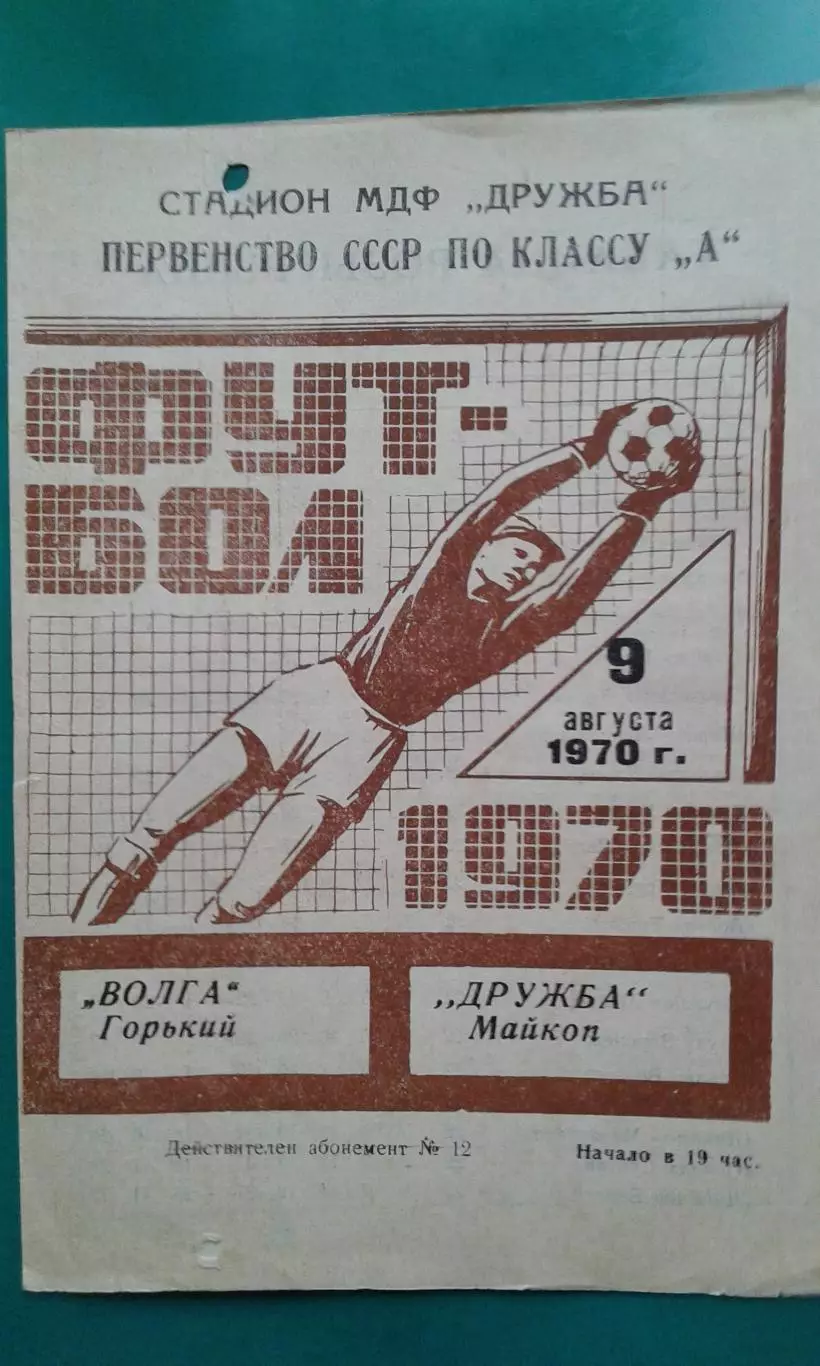 СТАДИОН МДФ „ДРУЖБА“
ПЕРВЕНСТВО СССР ПО КЛАССУ „А“
ФУТ-
БОЛ
9
августа
1970 г.
1970
„ВОЛГА“
Горький
„ДРУЖБА“
Майкоп
Действителен абонемент № 12
Начало в 19 час.